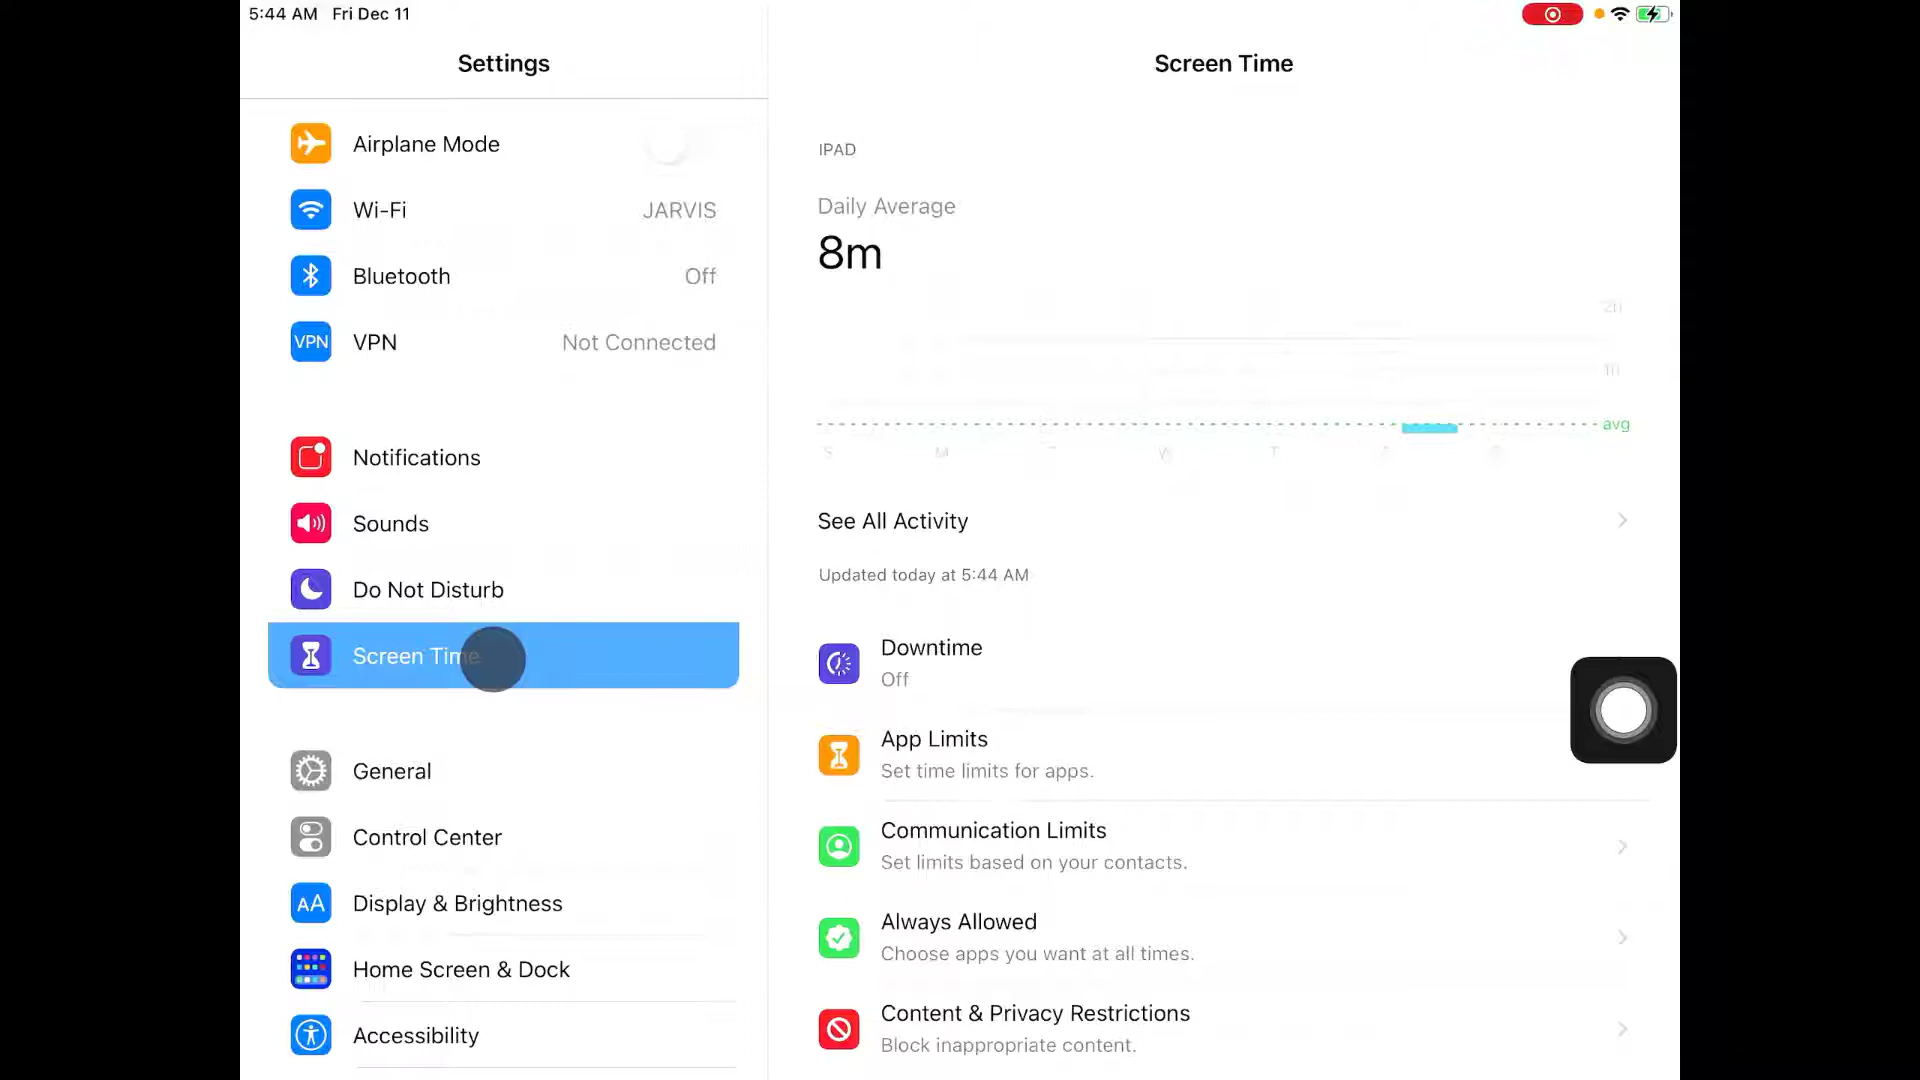 5:44 AM Fri Dec 11
Settings
Airplane Mode
Wi-Fi JARVIS
Bluetooth Off
VPN VPN Not Connected
Notifications
Sounds
Do Not Disturb
Screen Time
General
Control Center
AA Display & Brightness
Home Screen & Dock
Accessibility
Screen Time
IPAD
Daily Average
8m
2h
1h
avg
S M T W T
See All Activity
Updated today at 5:44 AM
Downtime
Off
App Limits
Set time limits for apps.
Communication Limits
Set limits based on your contacts.
Always Allowed
Choose apps you want at all times.
Content & Privacy Restrictions
Block inappropriate content.